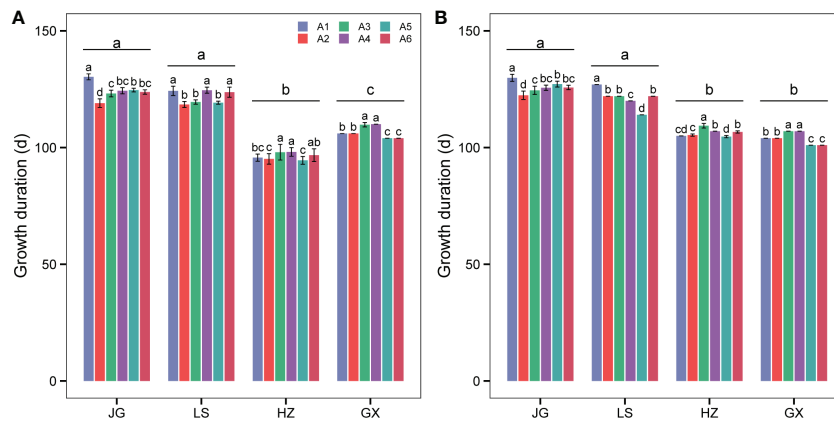 A
Growth duration (d)
150
100
50
0
A1 A3 A5
A2 A4 A6
a a b c
a d c bc b bc
a b b a b a
bc c a a c ab
b b a a c c
JG LS HZ GX
B
Growth duration (d)
150
100
50
0
a a b b
a d c bc b bc
a b b c d b
cd c a b d b
b b a a c c
JG LS HZ GX